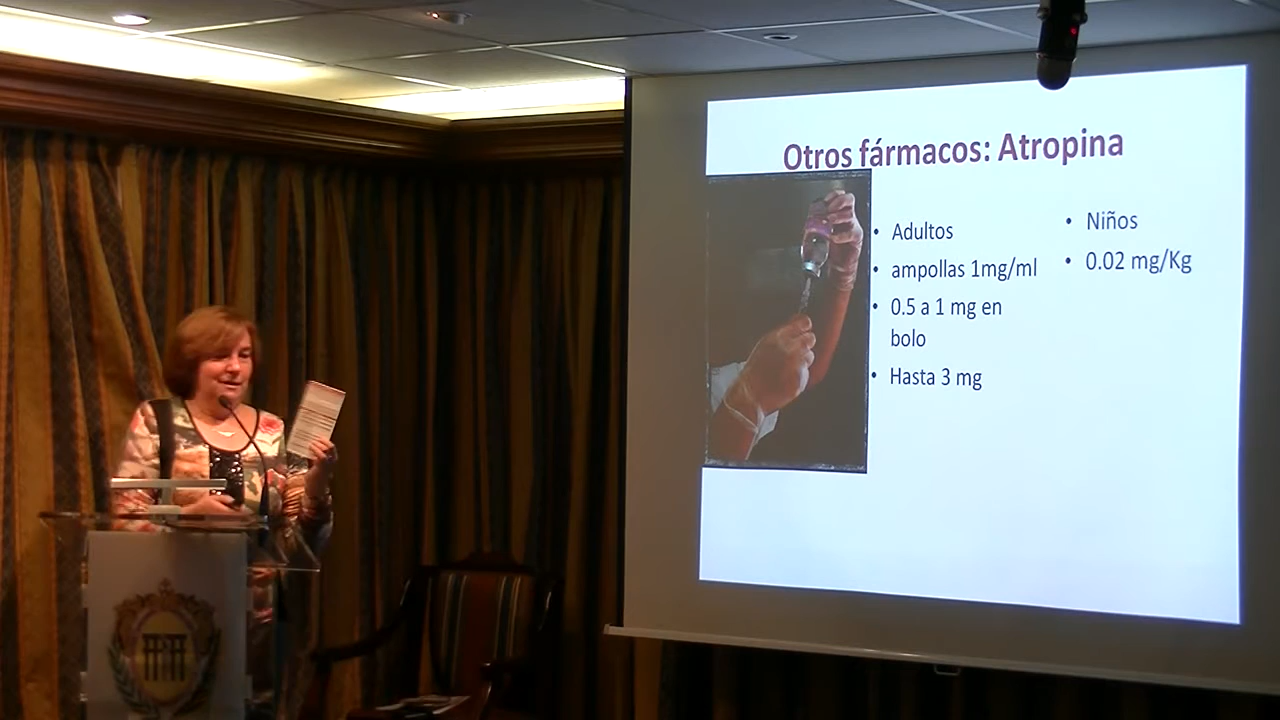 Otros fármacos: Atropina
• Adultos
• ampollas 1mg/ml
• 0.5 a 1 mg en
bolo
• Hasta 3 mg
• Niños
• 0.02 mg/Kg